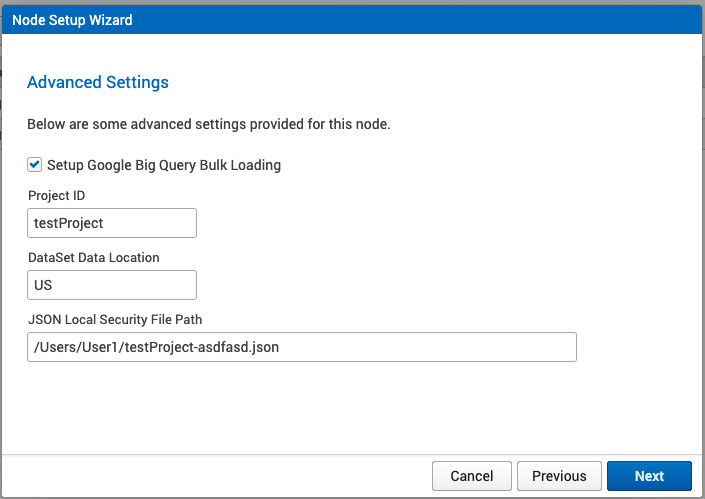 Node Setup Wizard
Advanced Settings
Below are some advanced settings provided for this node.
Setup Google Big Query Bulk Loading
Project ID
testProject
DataSet Data Location
US
JSON Local Security File Path
/Users/User1/testProject-asdfasd.json
Cancel Previous Next